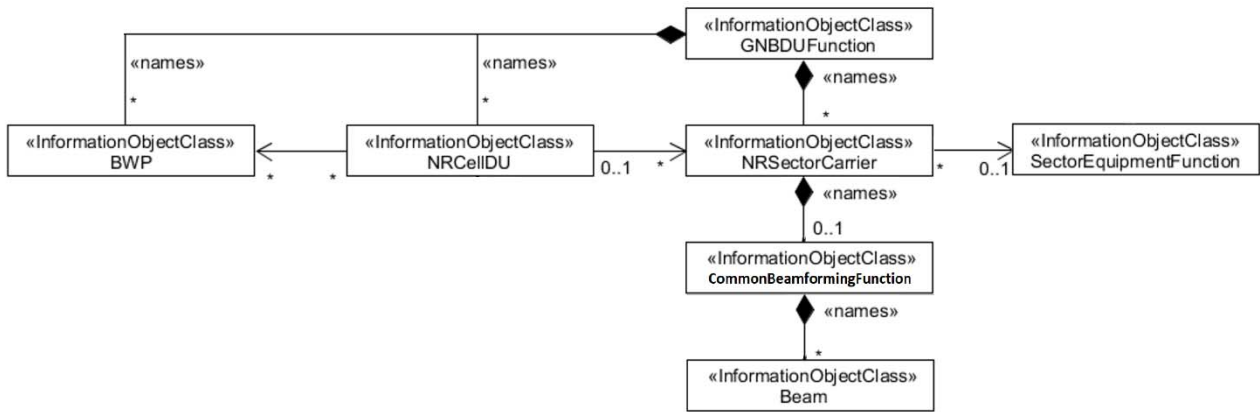 «InformationObjectClass»
GNBDUFunction
«names»
«names»
«names»
*
*
*
«InformationObjectClass»
BWP
«InformationObjectClass»
NRCellDU
«InformationObjectClass»
NRSectorCarrier
«InformationObjectClass»
SectorEquipmentFunction
*
*
0..1
*
*
0..1
«names»
0..1
«InformationObjectClass»
CommonBeamformingFunction
«names»
*
«InformationObjectClass»
Beam